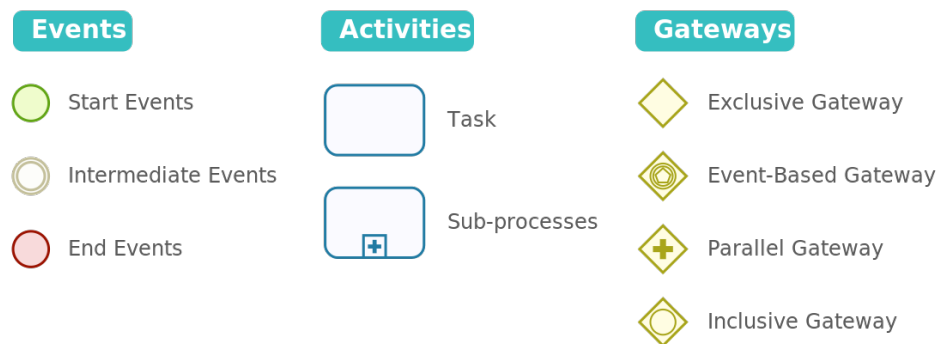 Events
Start Events
Intermediate Events
End Events
Activities
Task
Sub-processes
Gateways
Exclusive Gateway
Event-Based Gateway
Parallel Gateway
Inclusive Gateway